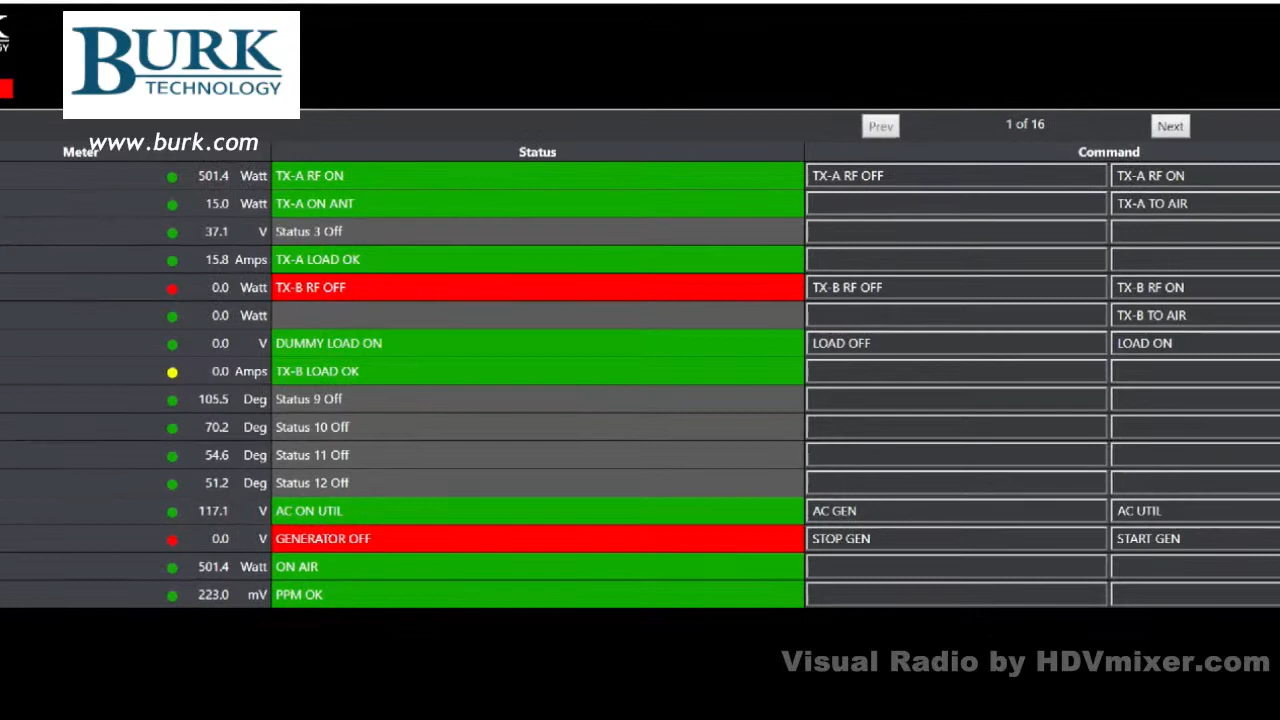 BURK
TECHNOLOGY
www.burk.com
Prev 1 of 16 Next
Meter Status Command
501.4 Watt TX-A RF ON TX-A RF OFF TX-A RF ON
15.0 Watt TX-A ON ANT TX-A TO AIR
37.1 V Status 3 Off
15.8 Amps TX-A LOAD OK
0.0 Watt TX-B RF OFF TX-B RF OFF TX-B RF ON
0.0 Watt TX-B TO AIR
0.0 V DUMMY LOAD ON LOAD OFF LOAD ON
0.0 Amps TX-B LOAD OK
105.5 Deg Status 9 Off
70.2 Deg Status 10 Off
54.6 Deg Status 11 Off
51.2 Deg Status 12 Off
117.1 V AC ON UTIL AC GEN AC UTIL
0.0 V GENERATOR OFF STOP GEN START GEN
501.4 Watt ON AIR
223.0 mV PPM OK
Visual Radio by HDVmixer.com